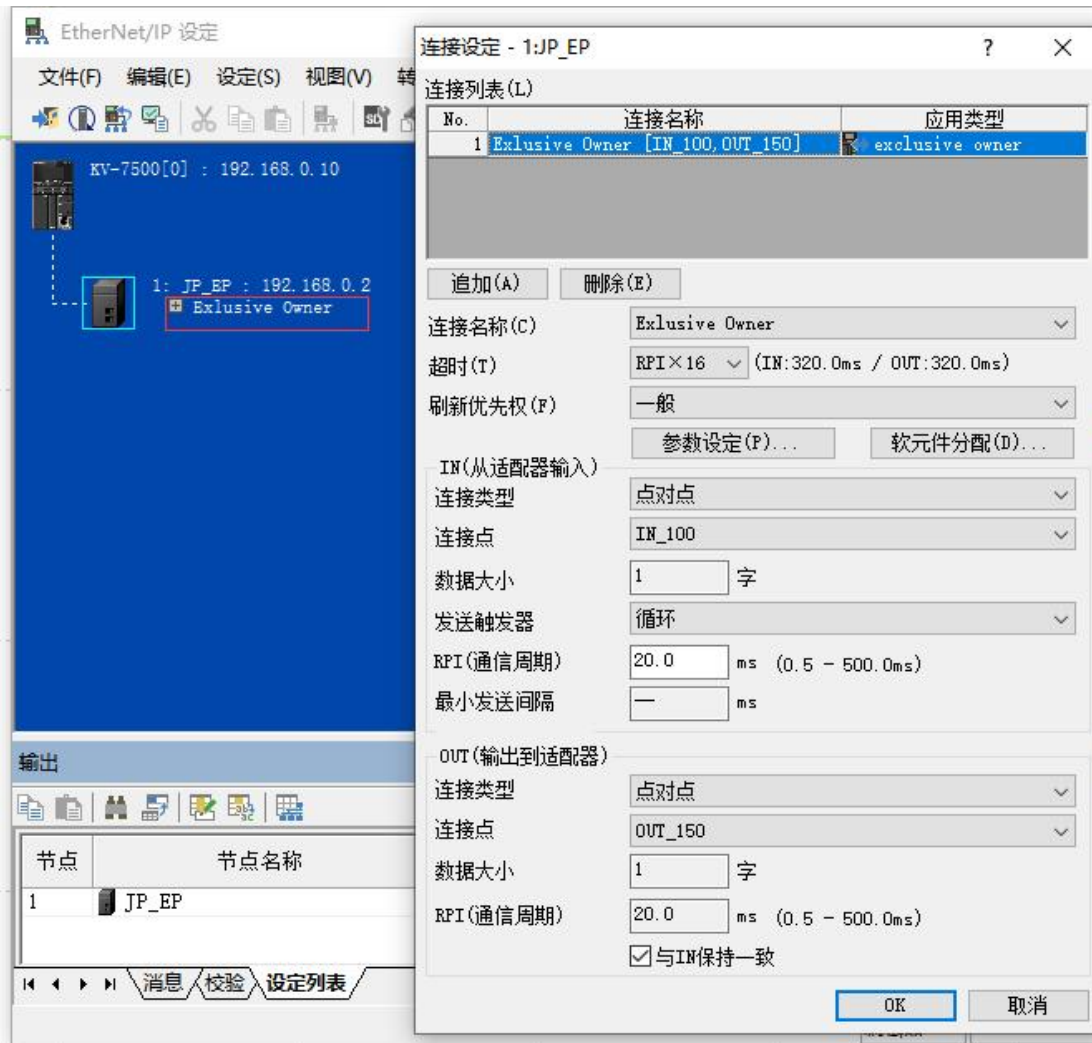 EtherNet/IP 设定
文件(F) 编辑(E) 设定(S) 视图(V) 转
KV-7500[0] : 192.168.0.10
1: JP_EP : 192.168.0.2
Exlusive Owner
输出
节点 节点名称
1 JP_EP
消息 校验 设定列表
连接设定 - 1:JP_EP
连接列表(L)
No. 连接名称 应用类型
1 Exlusive Owner [IN_100,OUT_150] exclusive owner
追加(A) 删除(E)
连接名称(C) Exlusive Owner
超时(T) RPI×16 (IN:320.0ms / OUT:320.0ms)
刷新优先权(F) 一般
参数设定(P)... 软元件分配(D)...
IN(从适配器输入)
连接类型 点对点
连接点 IN_100
数据大小 1 字
发送触发器 循环
RPI(通信周期) 20.0 ms (0.5 - 500.0ms)
最小发送间隔 — ms
OUT(输出到适配器)
连接类型 点对点
连接点 OUT_150
数据大小 1 字
RPI(通信周期) 20.0 ms (0.5 - 500.0ms)
与IN保持一致
OK 取消